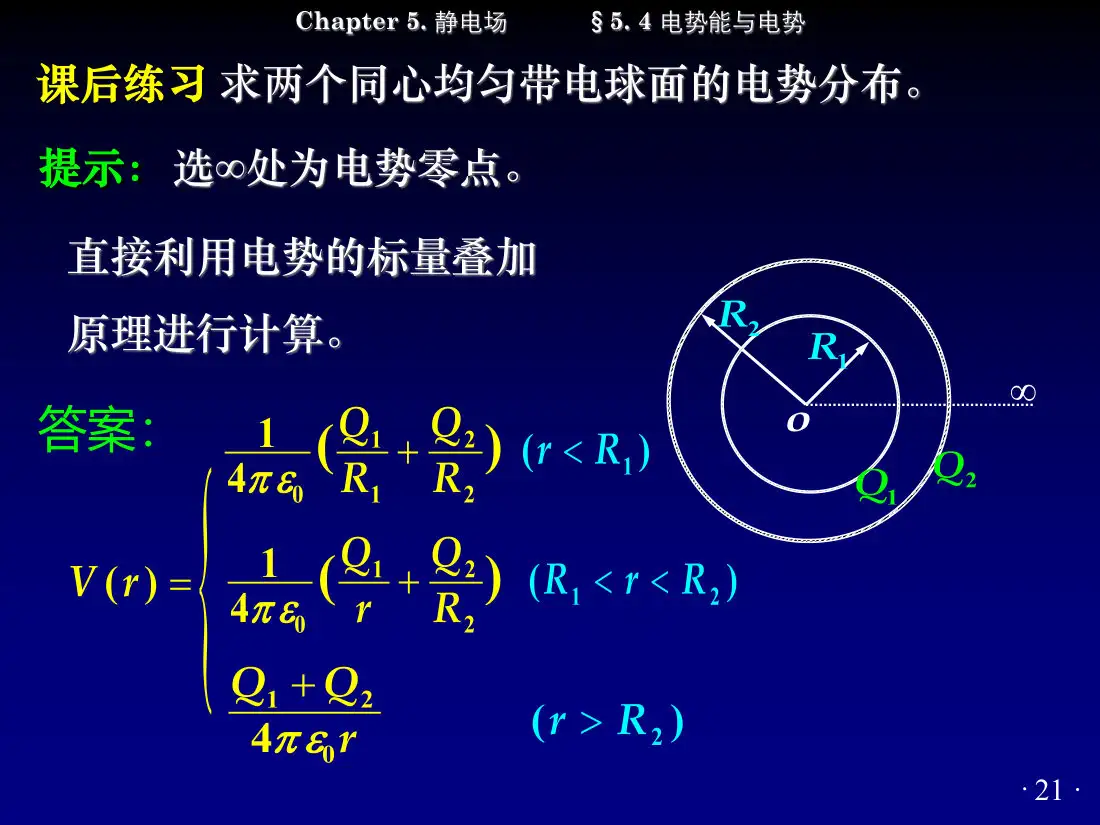 Chapter 5. 静电场 §5. 4 电势能与电势
课后练习 求两个同心均匀带电球面的电势分布。
提示： 选∞处为电势零点。
直接利用电势的标量叠加
原理进行计算。
答案：
V(r) = { 1/4πε₀ (Q₁/R₁ + Q₂/R₂) (r < R₁)
1/4πε₀ (Q₁/r + Q₂/R₂) (R₁ < r < R₂)
Q₁ + Q₂/4πε₀r (r > R₂)
R₂
R₁
∞
o
Q₁
Q₂
· 21 ·